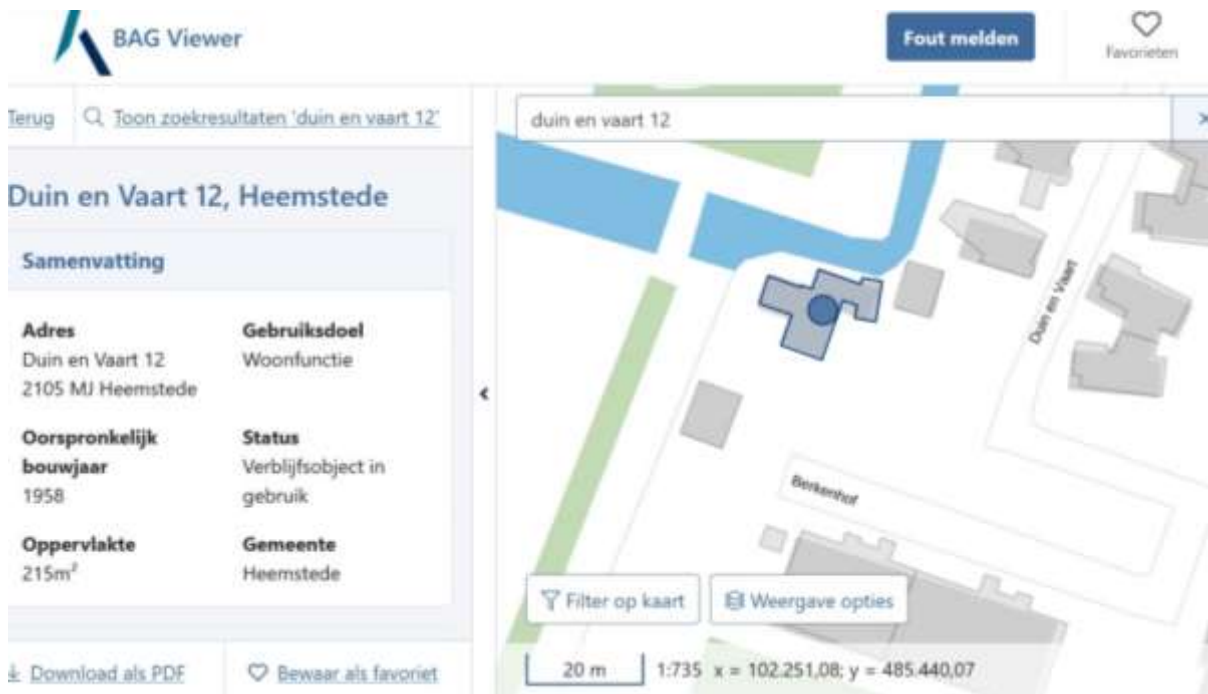 BAG Viewer
Fout melden
Favorieten
Terug
Toon zoekresultaten 'duin en vaart 12'
duin en vaart 12
Duin en Vaart 12, Heemstede
Samenvatting
Adres
Duin en Vaart 12
2105 MJ Heemstede
Gebruiksdoel
Woonfunctie
Oorspronkelijk
bouwjaar
1958
Status
Verblijfsobject in
gebruik
Oppervlakte
215m²
Gemeente
Heemstede
Download als PDF
Bewaar als favoriet
Duin en Vaart
Berkenhof
Filter op kaart
Weergave opties
20 m
1:735 x = 102.251,08; y = 485.440,07